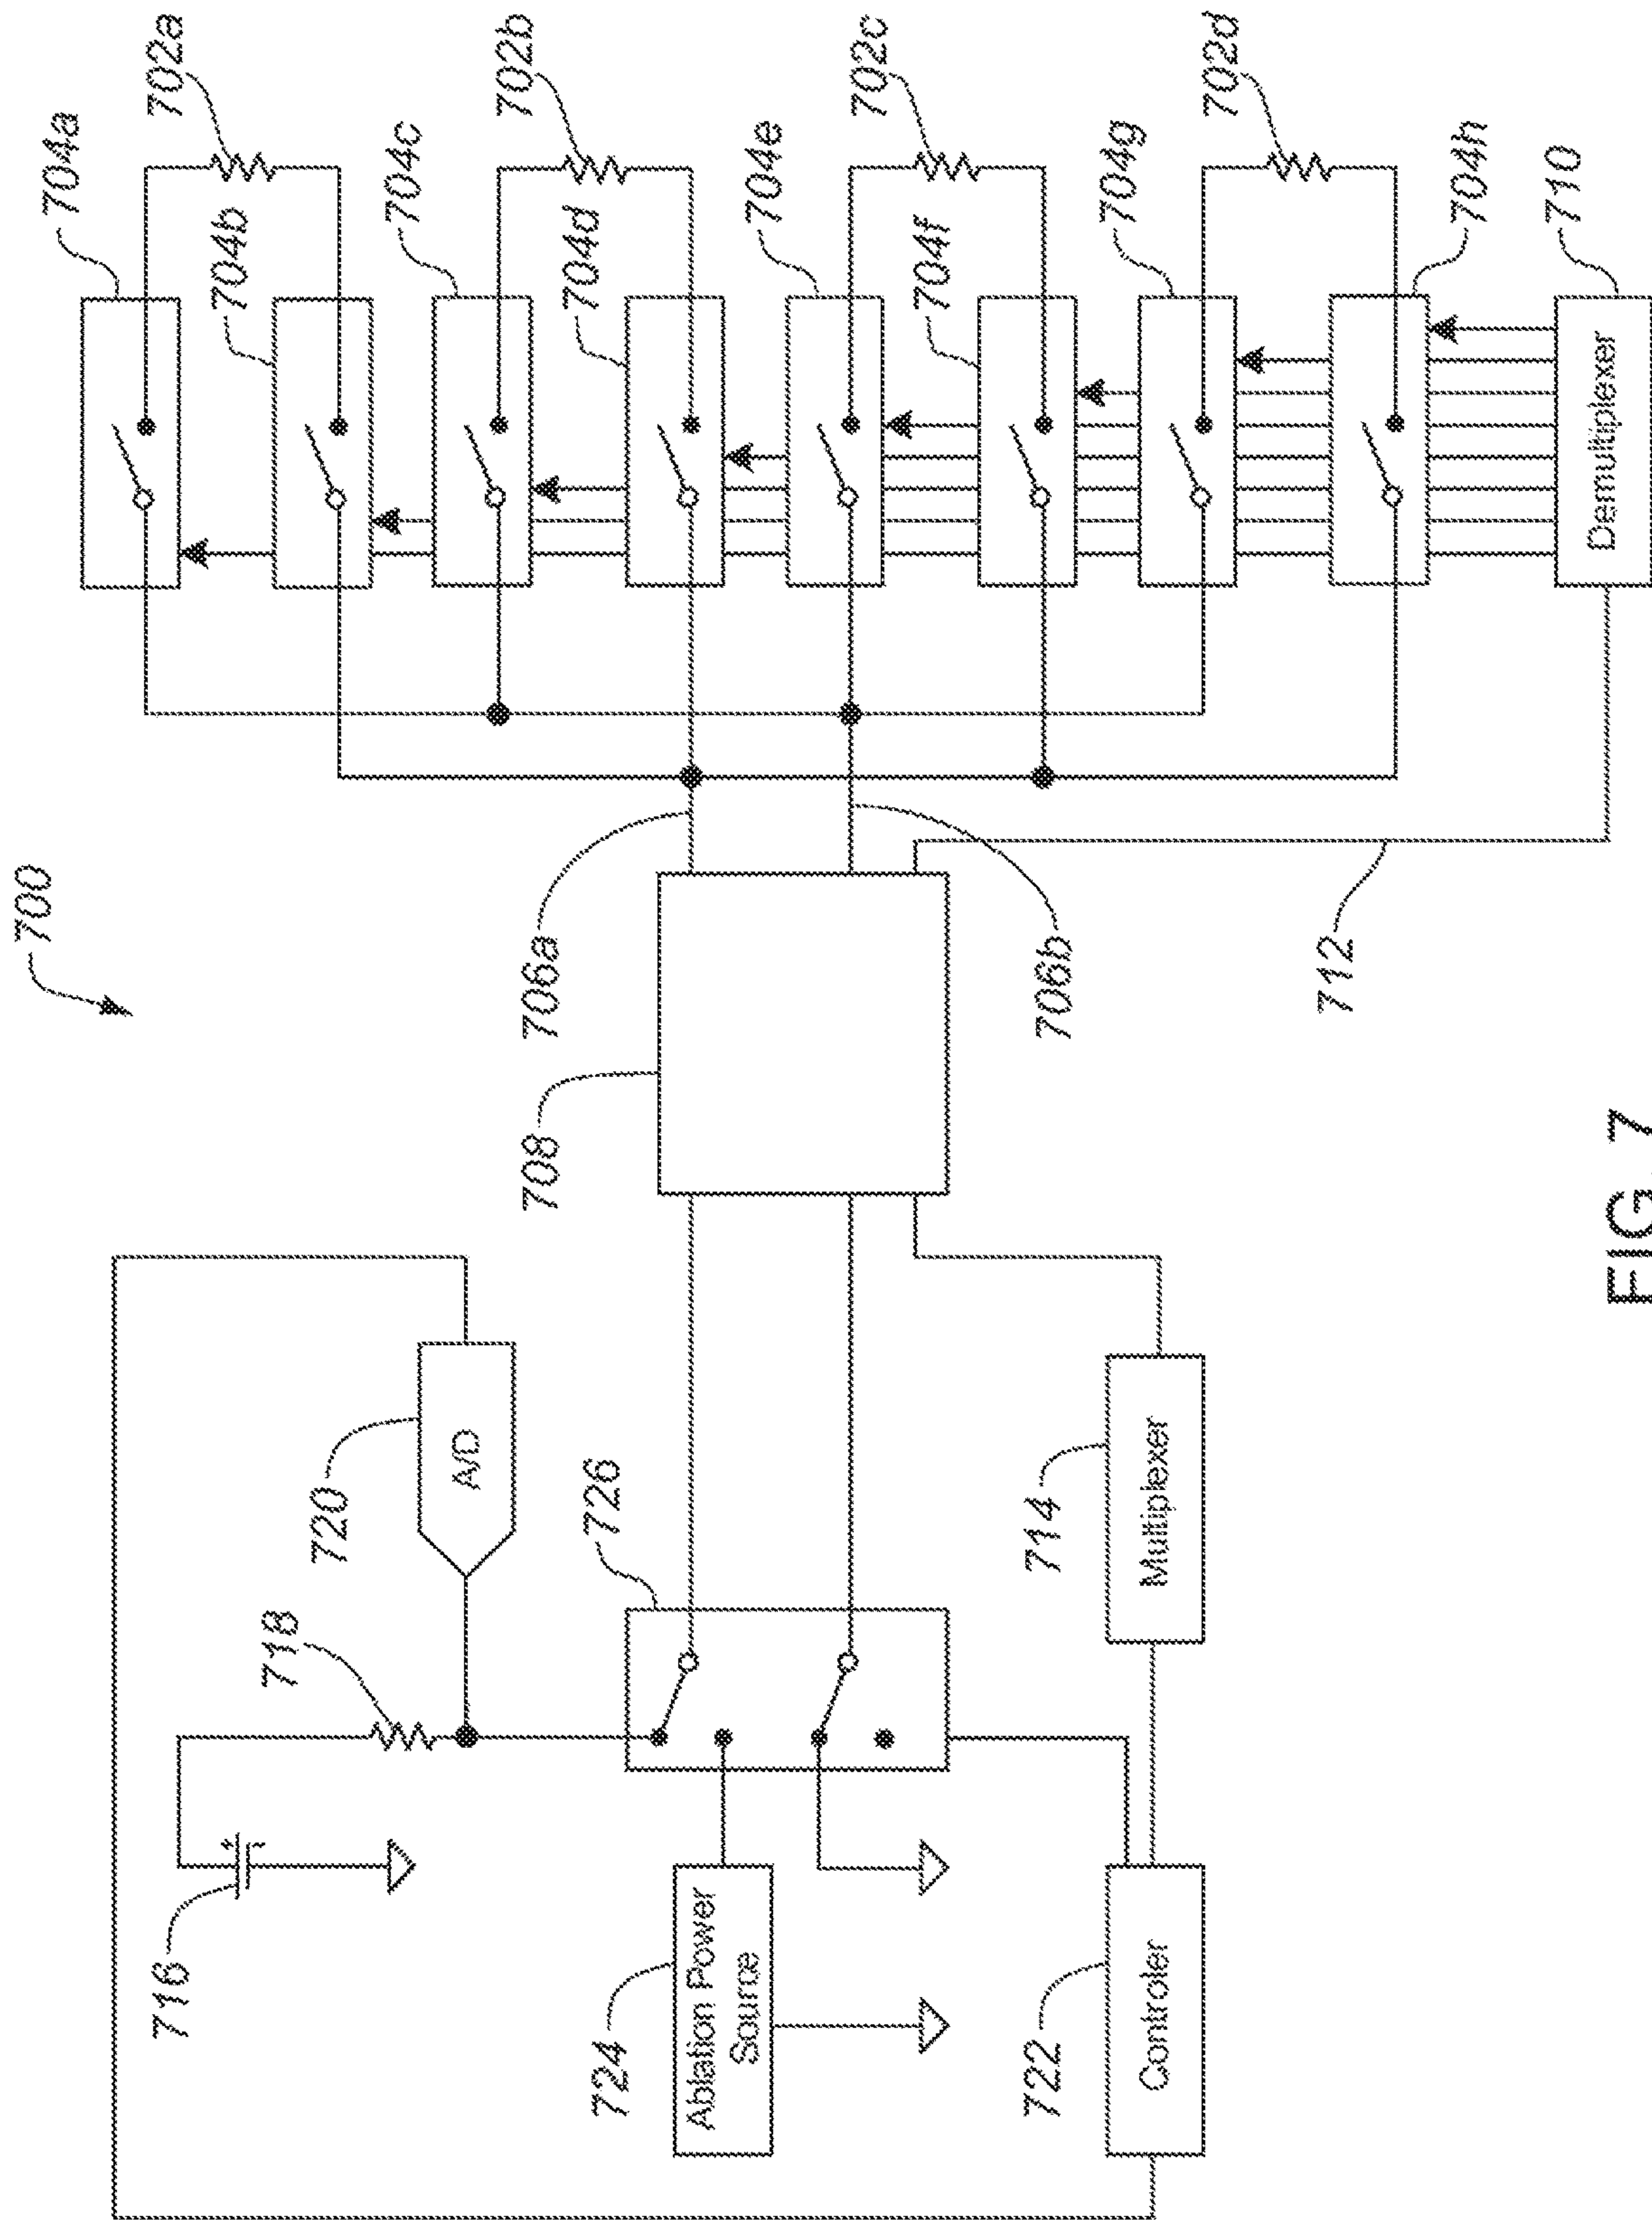 700
704a
702a
704b
704c
702b
704d
704e
702c
704f
704g
702d
704h
710
Demutiplexer
706a
706b
708
712
720
A/D
718
716
726
714
Multiplexer
724
Ablation Power
Source
722
Controler
FIG. 7